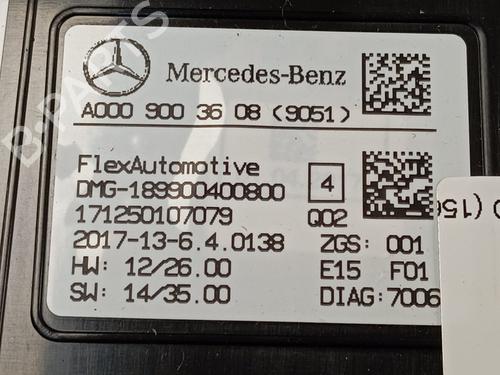 Mercedes-Benz
A000 900 36 08 (9051)
FlexAutomotive
DMG-189900400800
4
171250107079
Q02
2017-13-6.4.0138
ZGS: 001
HW: 12/26.00
E15 F01
SW: 14/35.00
DIAG:7006
B-PARTS